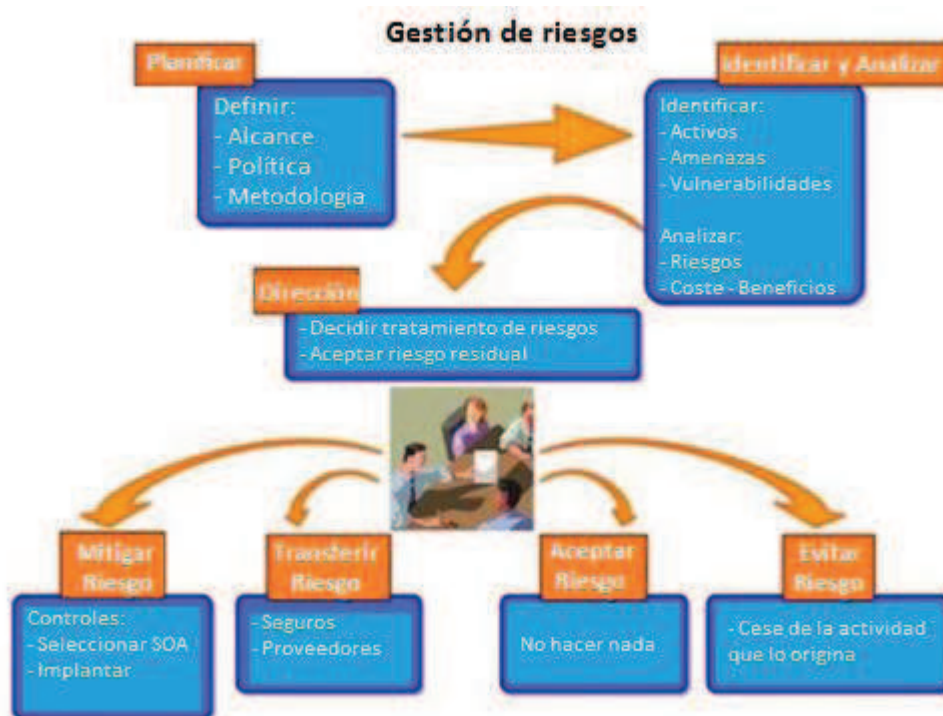 Gestión de riesgos
Planificar
Definir:
- Alcance
- Política
- Metodologia
Identificar y Analizar
Identificar:
- Activos
- Amenazas
- Vulnerabilidades
Analizar:
- Riesgos
- Coste - Beneficios
Dirección
- Decidir tratamiento de riesgos
- Aceptar riesgo residual
Mitigar
Riesgo
Controles:
- Seleccionar SOA
- Implantar
Transferir
Riesgo
- Seguros
- Proveedores
Aceptar
Riesgo
No hacer nada
Evitar
Riesgo
- Cese de la actividad
que lo origina